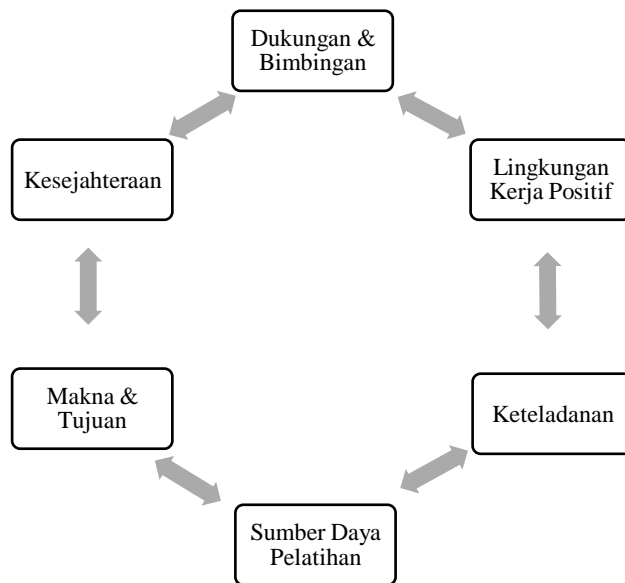 Dukungan &
Bimbingan
Lingkungan
Kerja Positif
Keteladanan
Sumber Daya
Pelatihan
Makna &
Tujuan
Kesejahteraan